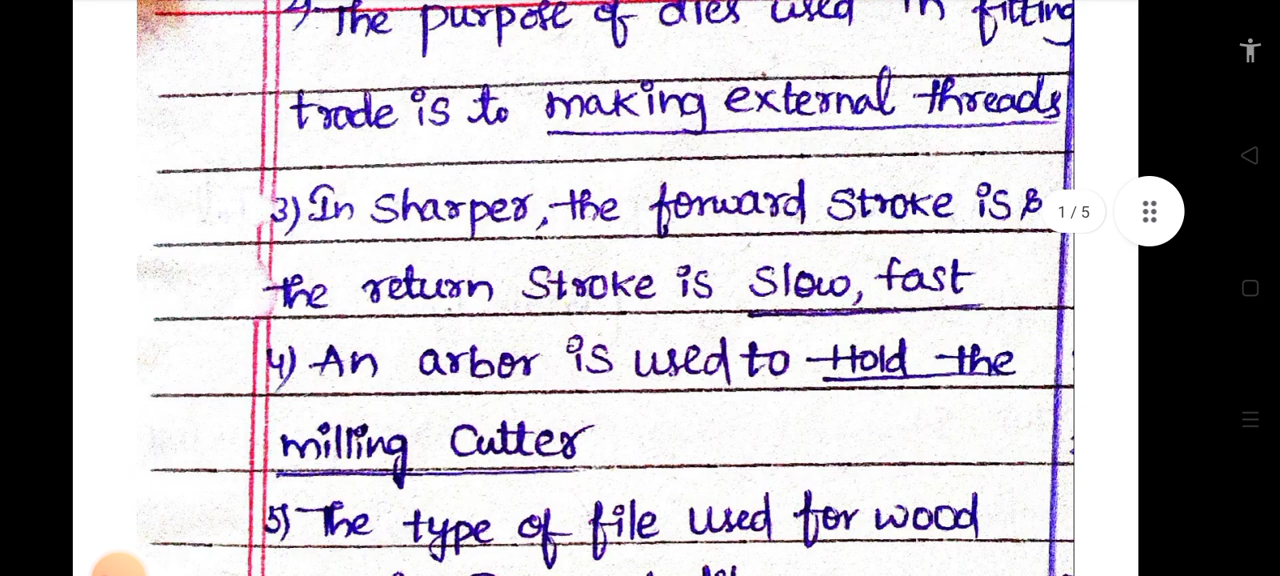 The purpose of dies used in fitting
trade is to making external threads
3) In Sharper, the forward Stroke is &
1 / 5
the return Stroke is Slow, fast
4) An arbor is used to Hold the
milling Cutter
5) The type of file used for wood